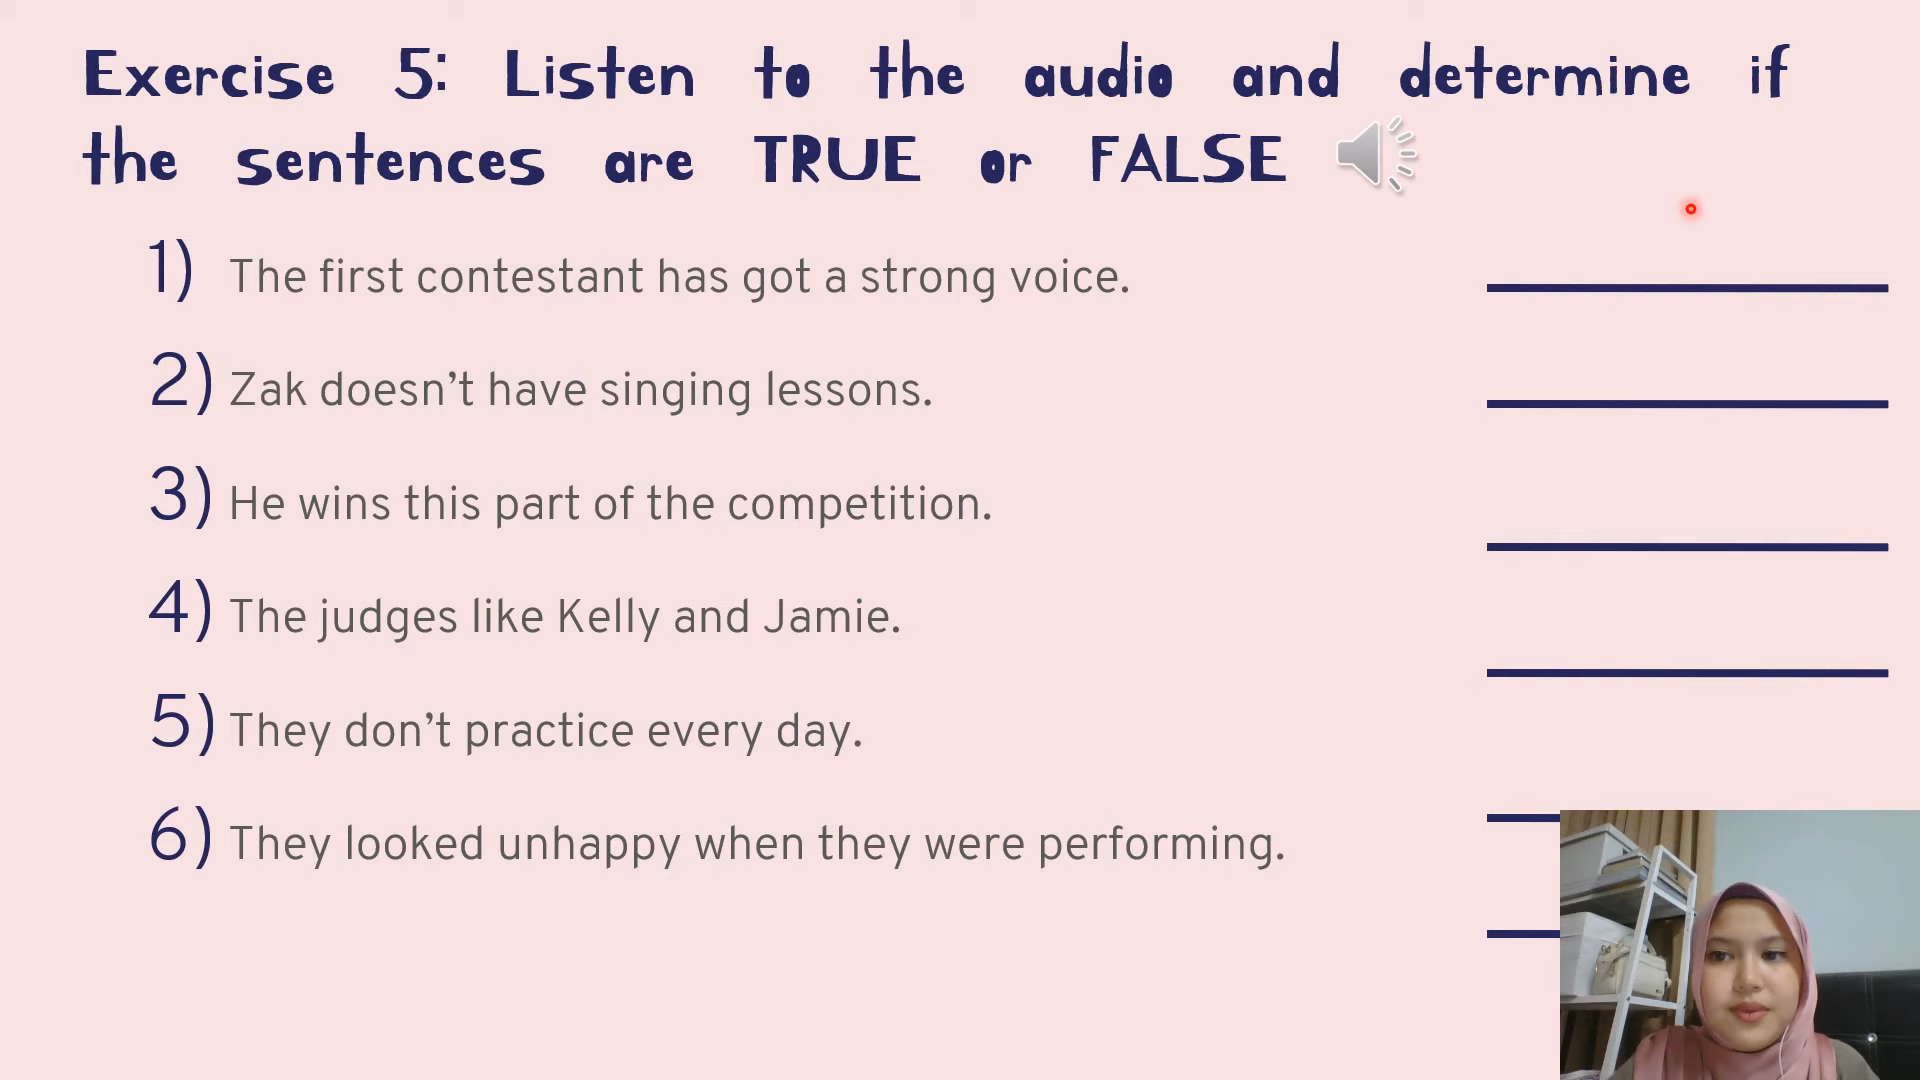 Exercise 5: Listen to the audio and determine if
the sentences are TRUE or FALSE
1) The first contestant has got a strong voice.
2) Zak doesn’t have singing lessons.
3) He wins this part of the competition.
4) The judges like Kelly and Jamie.
5) They don’t practice every day.
6) They looked unhappy when they were performing.